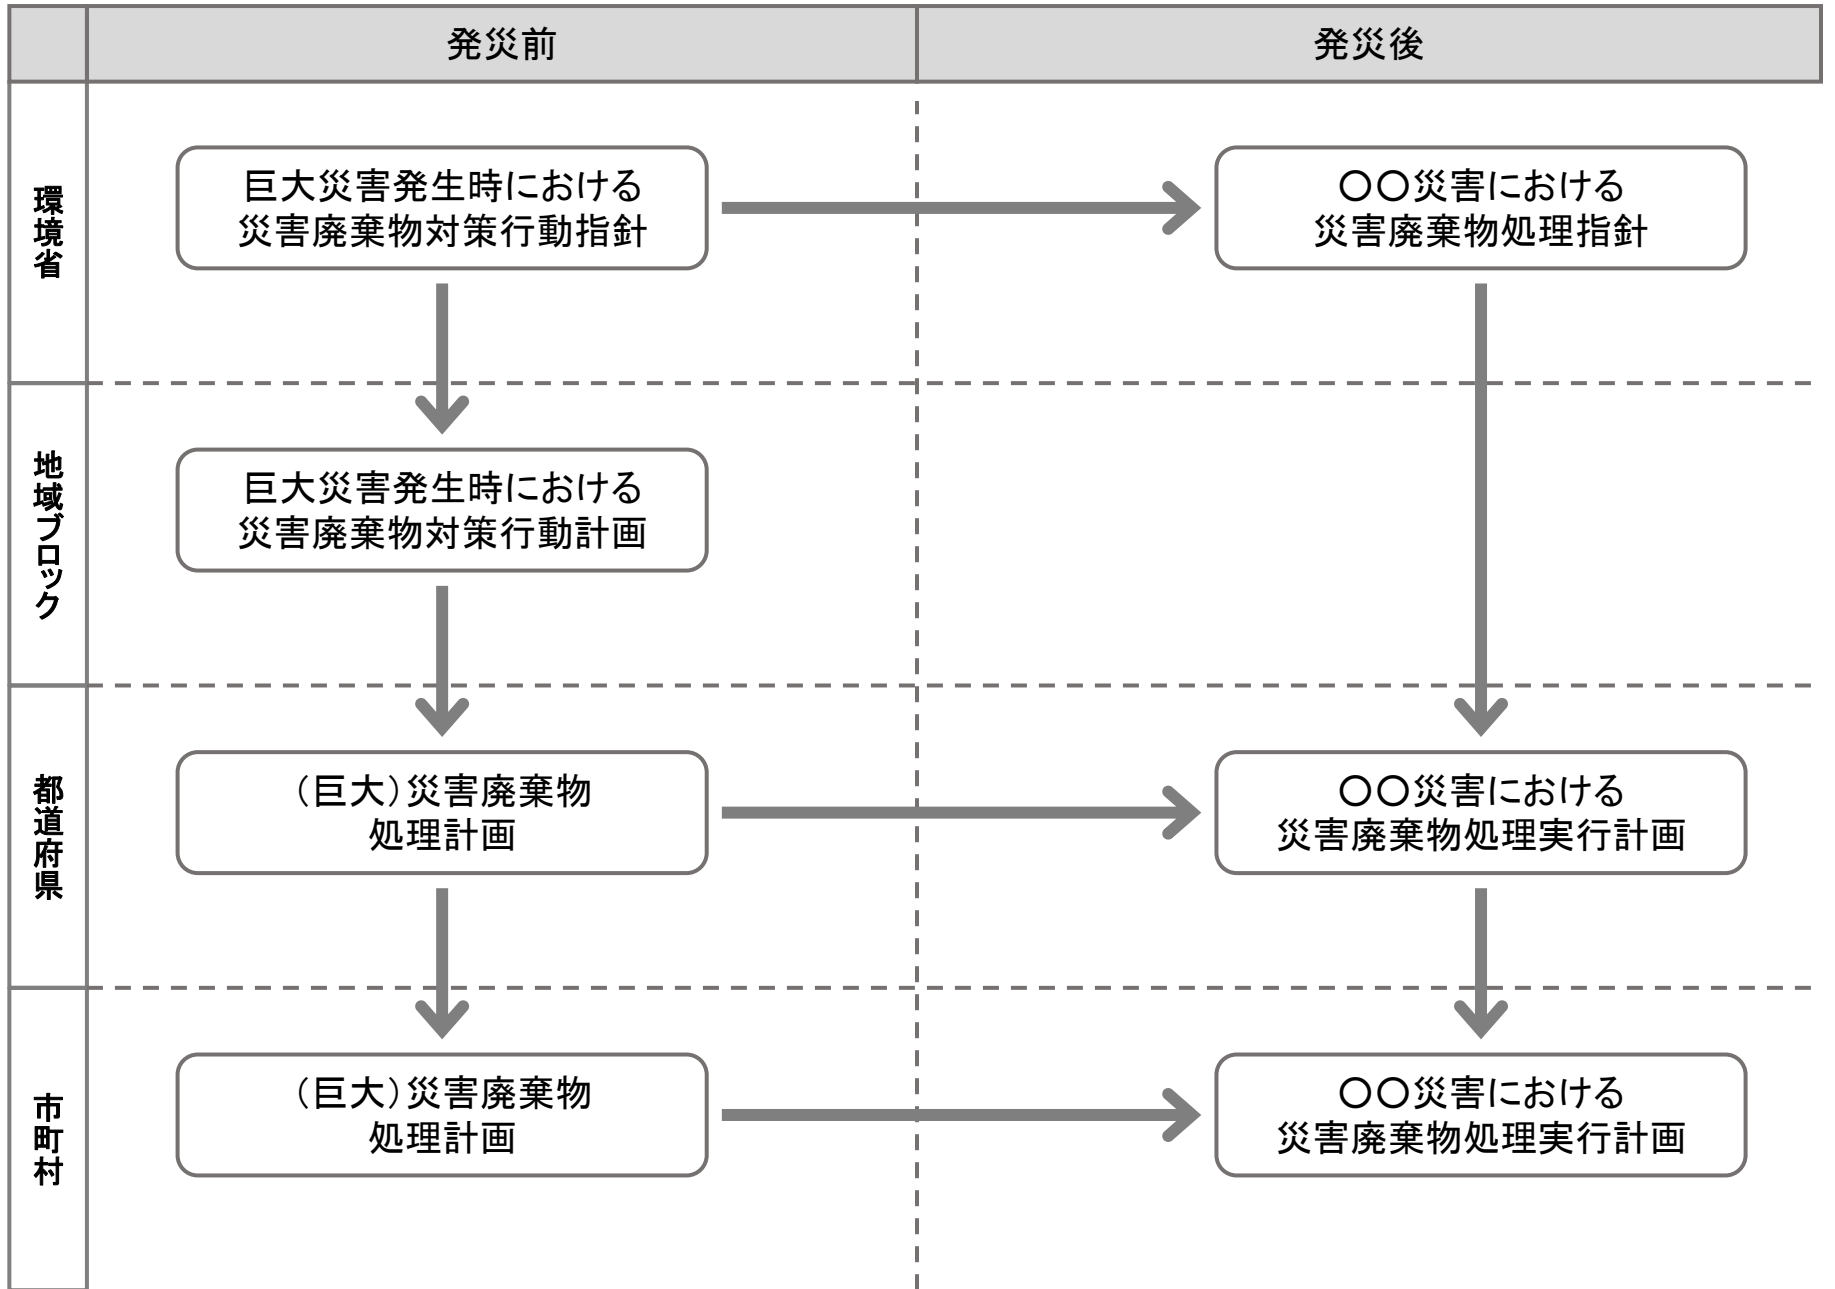 発災前
発災後
環境省
巨大災害発生時における
災害廃棄物対策行動指針
〇〇災害における
災害廃棄物処理指針
地域ブロック
巨大災害発生時における
災害廃棄物対策行動計画
都道府県
（巨大）災害廃棄物
処理計画
〇〇災害における
災害廃棄物処理実行計画
市町村
（巨大）災害廃棄物
処理計画
〇〇災害における
災害廃棄物処理実行計画